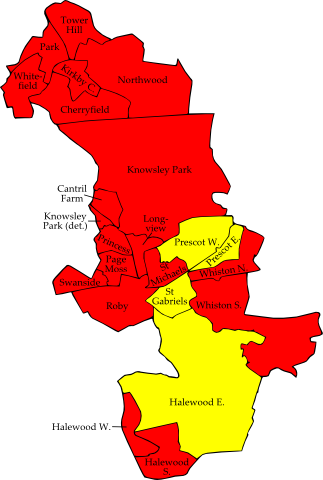 Tower
Hill
Park
Kirkby C.
White-
field
Northwood
Cherryfield
Knowsley Park
Cantril
Farm
Knowsley
Park (det.)
Long-
view
Prescot W.
Prescot E.
Princess
Page
Moss
St
Michaels
Whiston N.
Swanside
St
Gabriels
Roby
Whiston S.
Halewood E.
Halewood W.
Halewood
S.